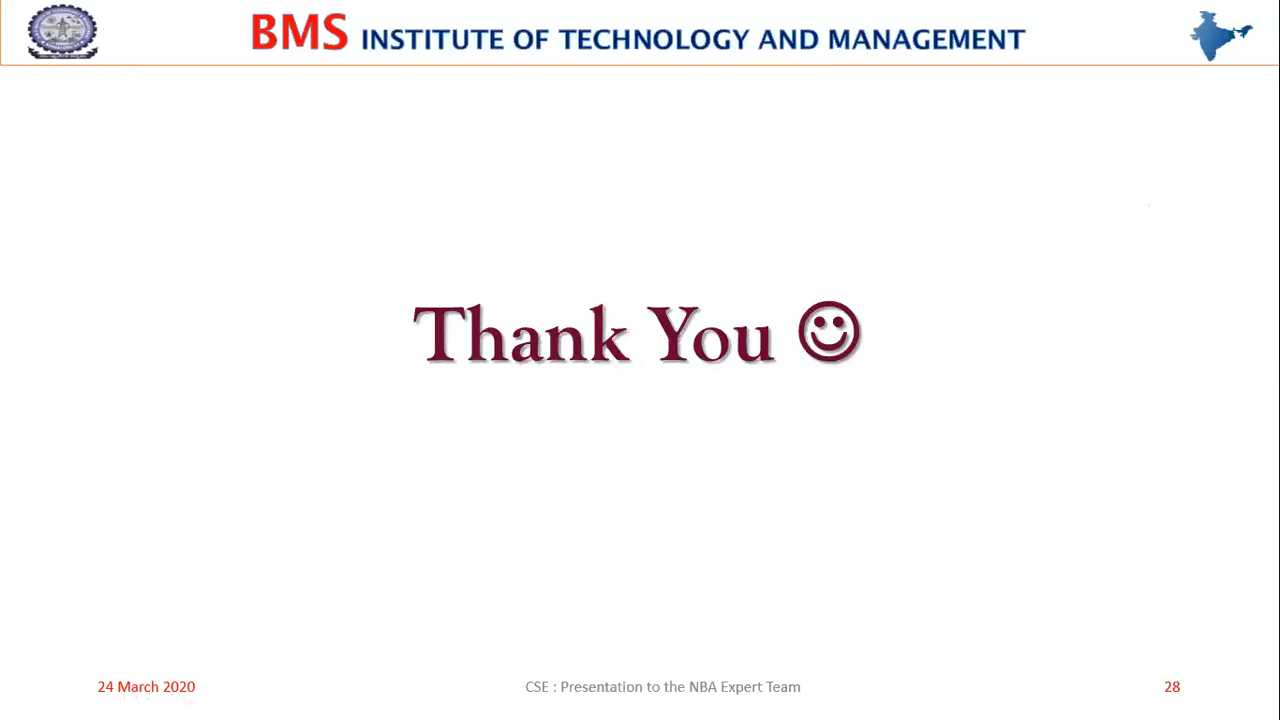 BMS INSTITUTE OF TECHNOLOGY AND MANAGEMENT
Thank You ☺
24 March 2020
CSE : Presentation to the NBA Expert Team
28